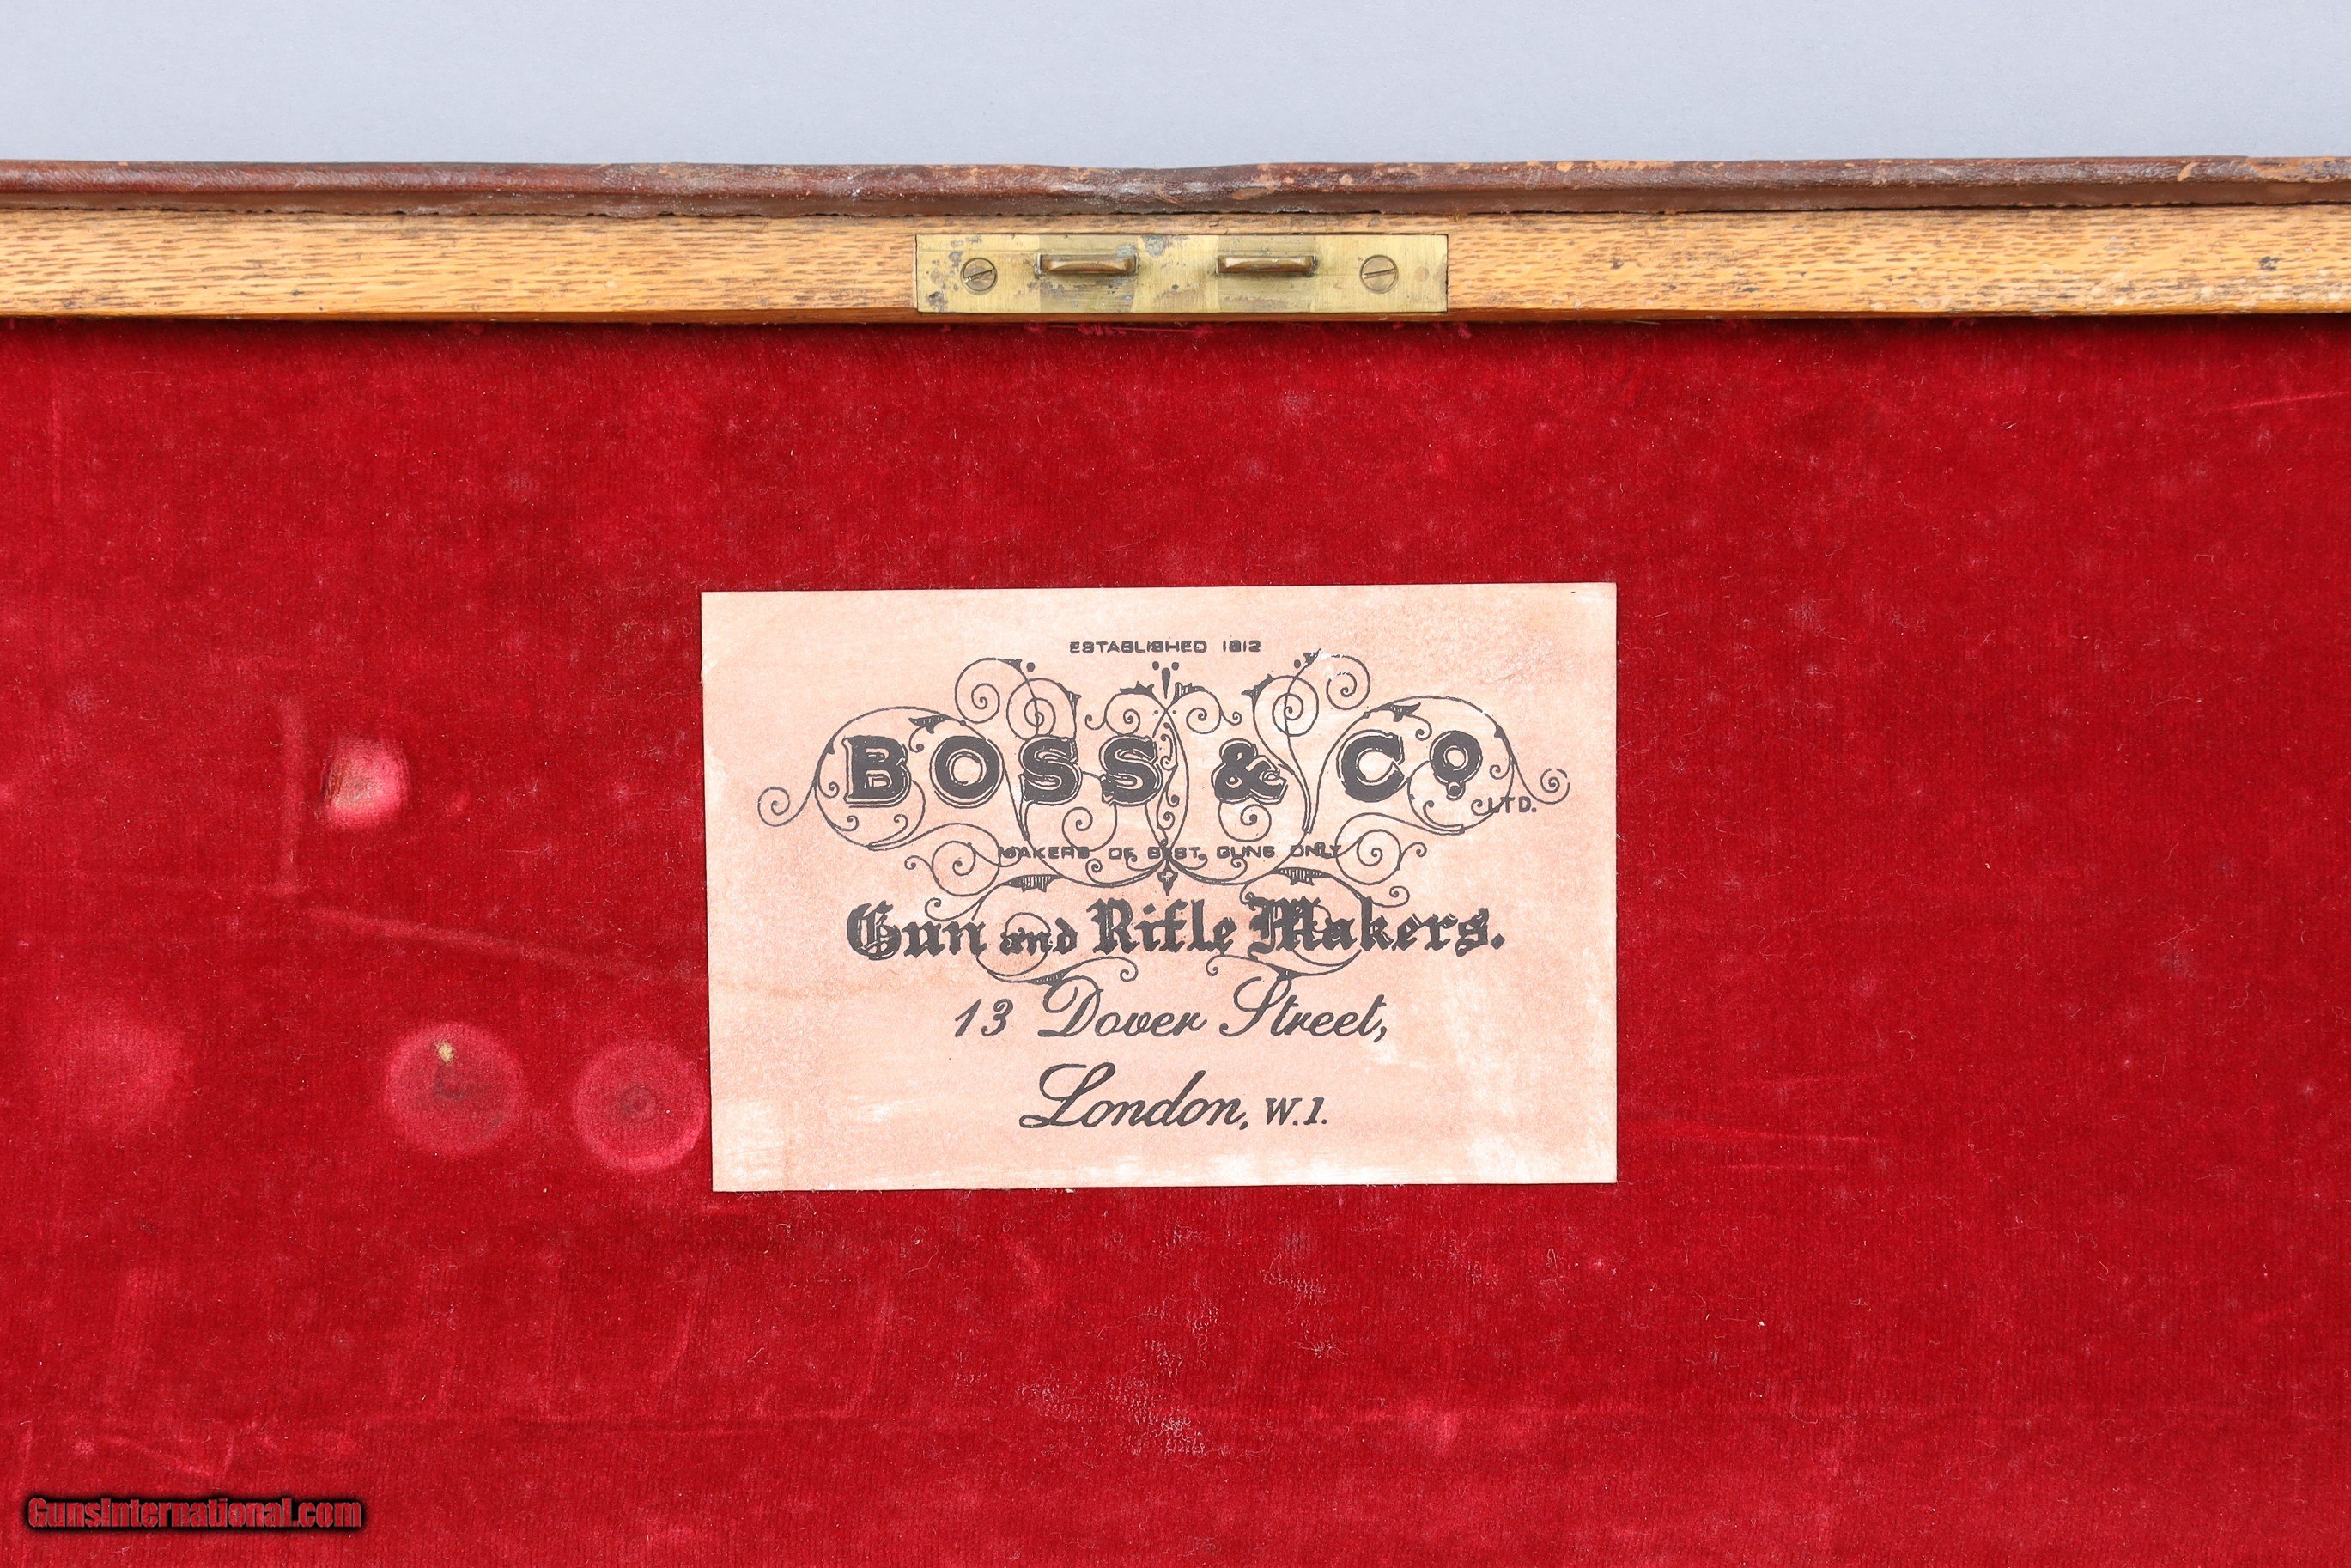 ESTABLISHED 1812
BOSS & Co LTD.
MAKERS OF BEST GUNS ONLY
Gun and Rifle Makers.
13 Dover Street,
London, W.1.
GunsInternational.com